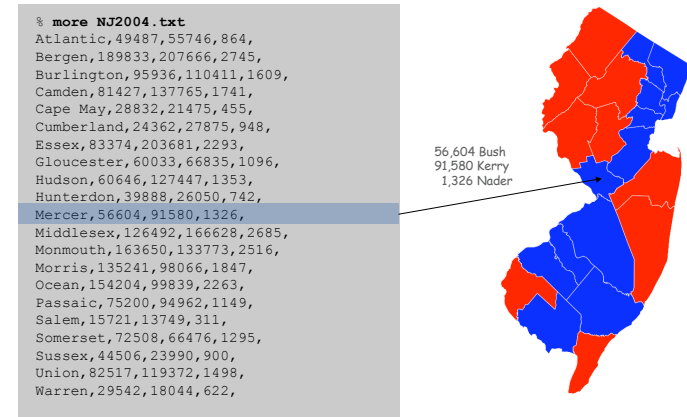 % more NJ2004.txt
Atlantic,49487,55746,864,
Bergen,189833,207666,2745,
Burlington,95936,110411,1609,
Camden,81427,137765,1741,
Cape May,28832,21475,455,
Cumberland,24362,27875,948,
Essex,83374,203681,2293,
Gloucester,60033,66835,1096,
Hudson,60646,127447,1353,
Hunterdon,39888,26050,742,
Mercer,56604,91580,1326,
Middlesex,126492,166628,2685,
Monmouth,163650,133773,2516,
Morris,135241,98066,1847,
Ocean,154204,99839,2263,
Passaic,75200,94962,1149,
Salem,15721,13749,311,
Somerset,72508,66476,1295,
Sussex,44506,23990,900,
Union,82517,119372,1498,
Warren,29542,18044,622,
56,604 Bush
91,580 Kerry
1,326 Nader